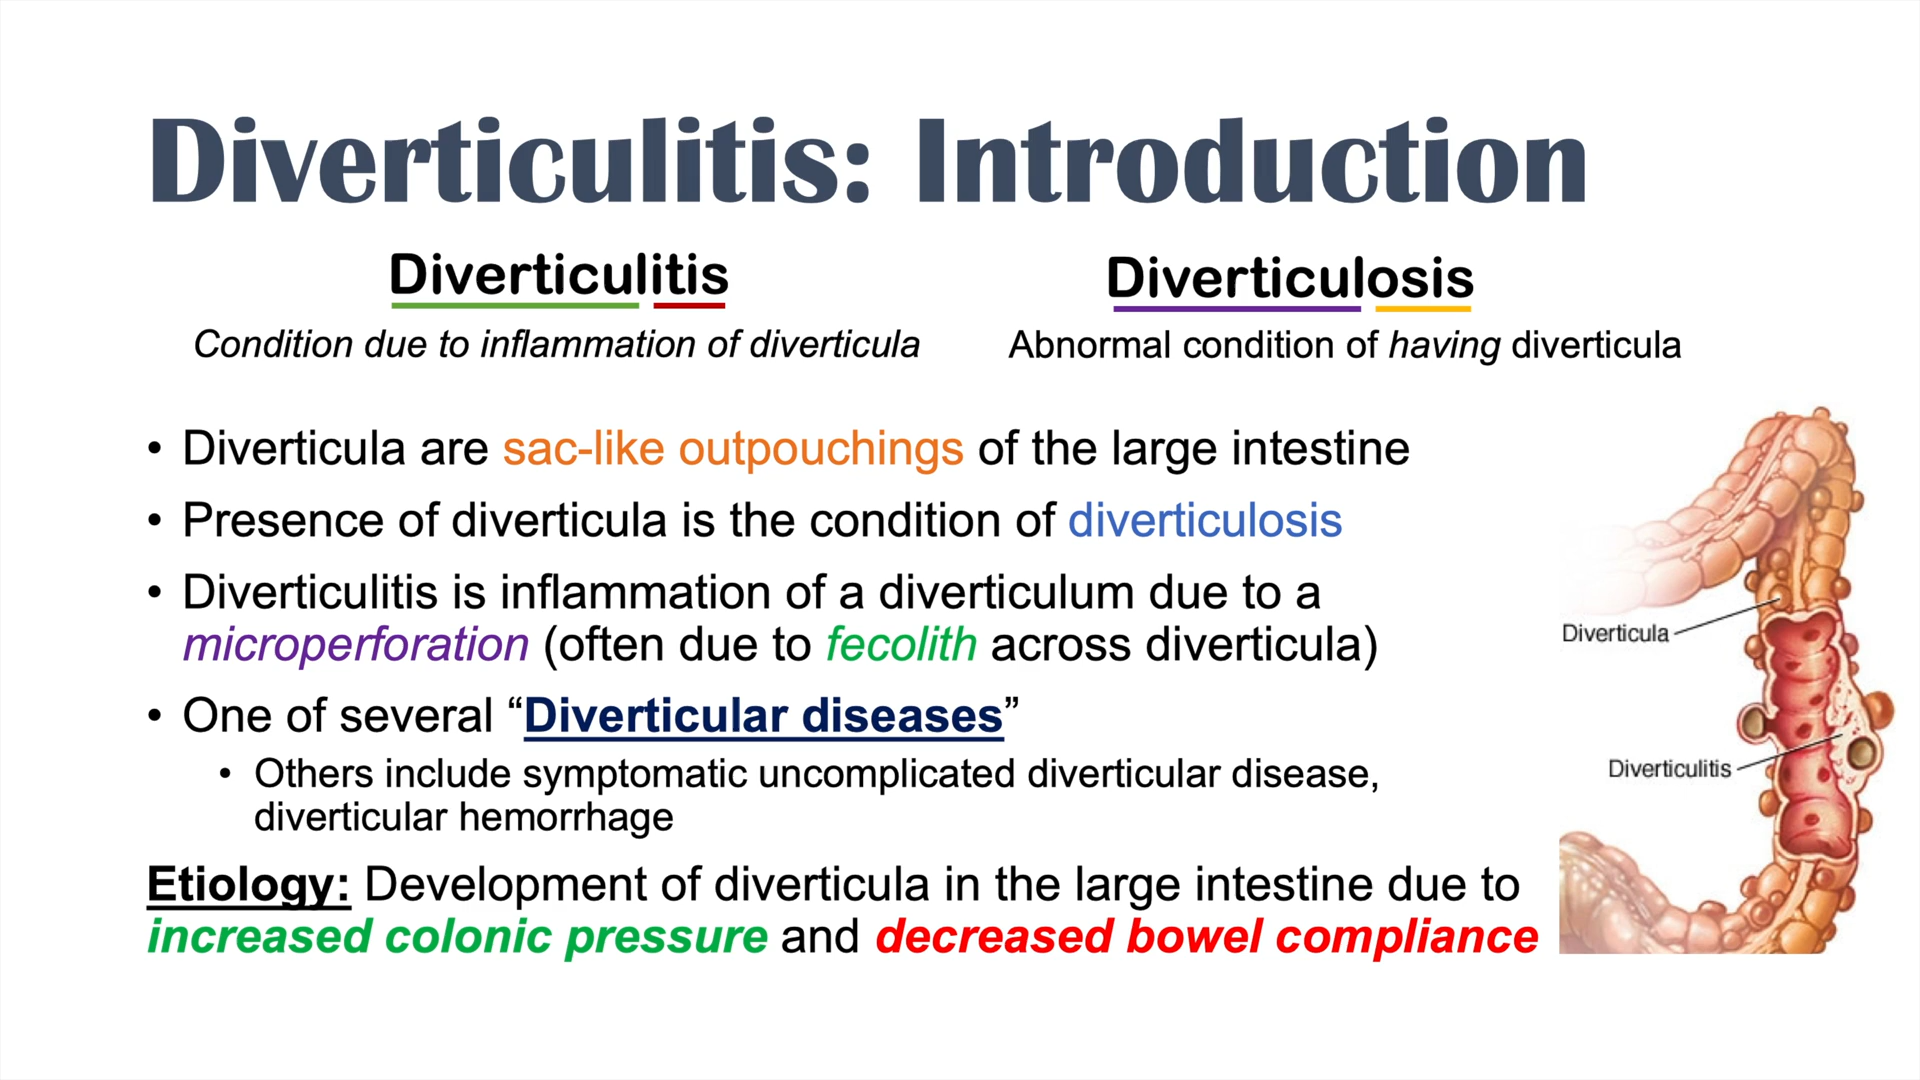 Diverticulitis: Introduction
Diverticulitis
Condition due to inflammation of diverticula
Diverticulosis
Abnormal condition of having diverticula
• Diverticula are sac-like outpouchings of the large intestine
• Presence of diverticula is the condition of diverticulosis
• Diverticulitis is inflammation of a diverticulum due to a
microperforation (often due to fecolith across diverticula)
• One of several “Diverticular diseases”
• Others include symptomatic uncomplicated diverticular disease,
diverticular hemorrhage
Etiology: Development of diverticula in the large intestine due to
increased colonic pressure and decreased bowel compliance
Diverticula
Diverticulitis